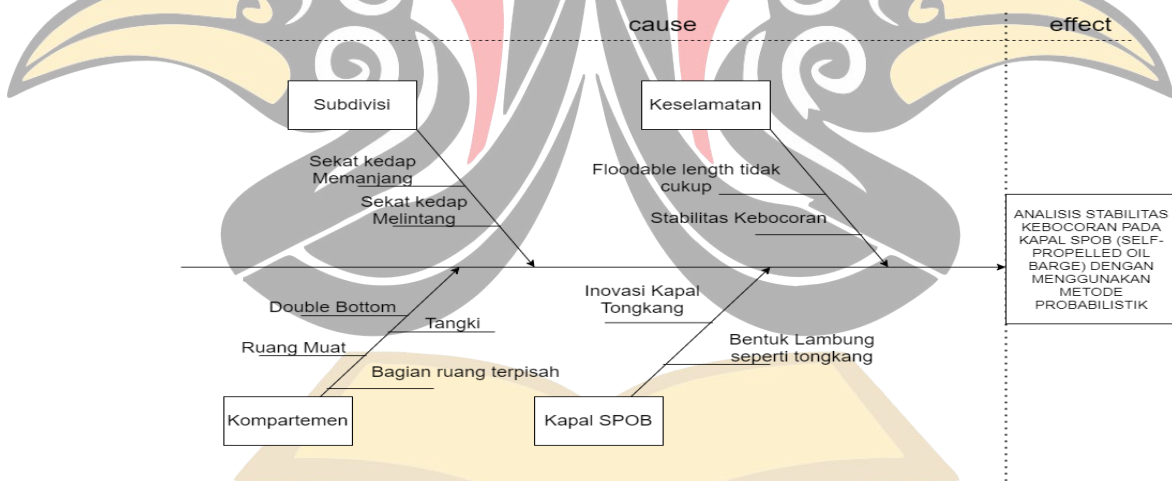 cause
effect
Subdivisi
Keselamatan
Sekat kedap
Memanjang
Sekat kedap
Melintang
Floodable length tidak
cukup
Stabilitas Kebocoran
ANALISIS STABILITAS
KEBOCORAN PADA
KAPAL SPOB (SELF-
PROPELLED OIL
BARGE) DENGAN
MENGGUNAKAN
METODE
PROBABILISTIK
Double Bottom
Tangki
Ruang Muat
Bagian ruang terpisah
Inovasi Kapal
Tongkang
Bentuk Lambung
seperti tongkang
Kompartemen
Kapal SPOB